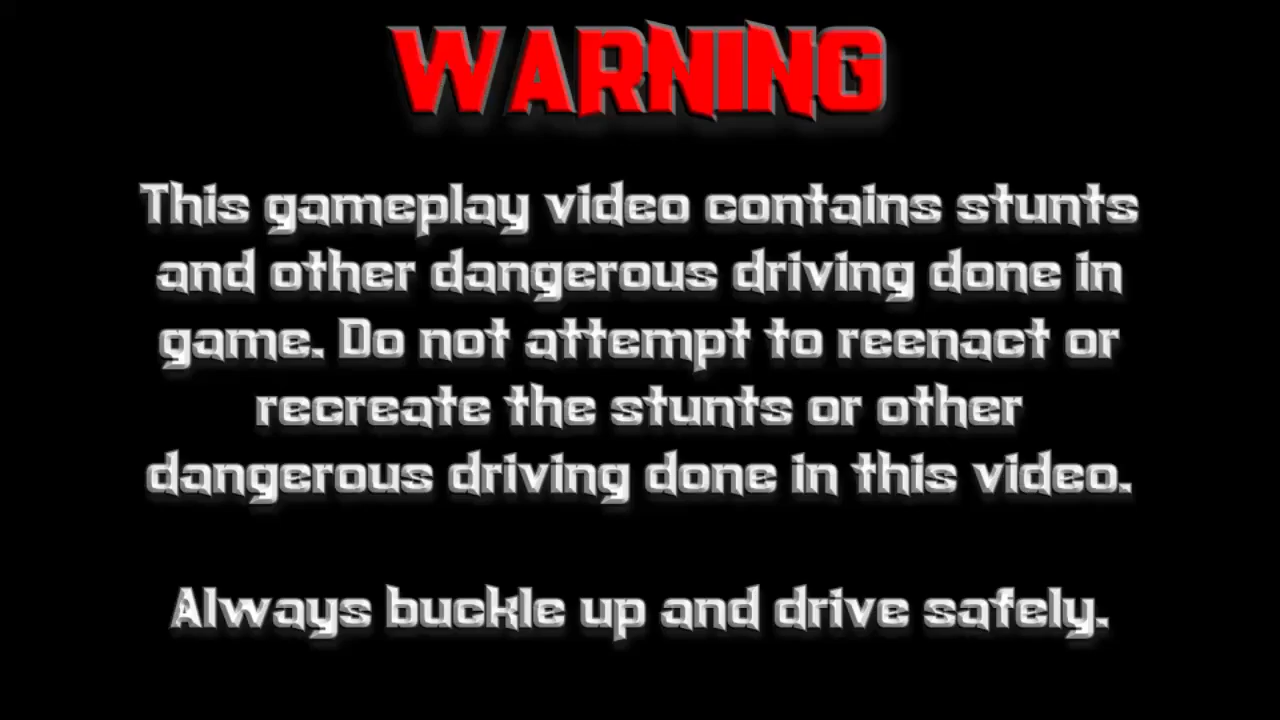 WARNING
This gameplay video contains stunts
and other dangerous driving done in
game. Do not attempt to reenact or
recreate the stunts or other
dangerous driving done in this video.
Always buckle up and drive safely.